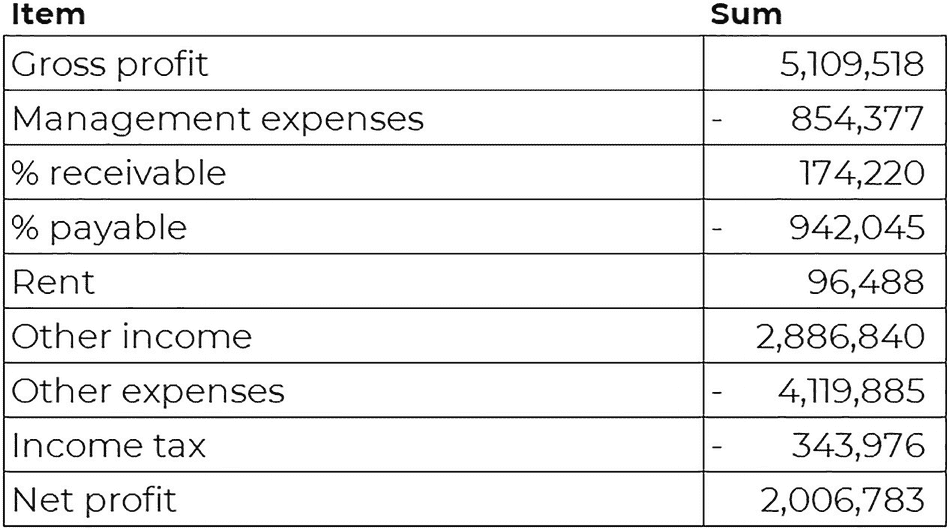 Item Sum
Gross profit 5,109,518
Management expenses - 854,377
% receivable 174,220
% payable - 942,045
Rent 96,488
Other income 2,886,840
Other expenses - 4,119,885
Income tax - 343,976
Net profit 2,006,783